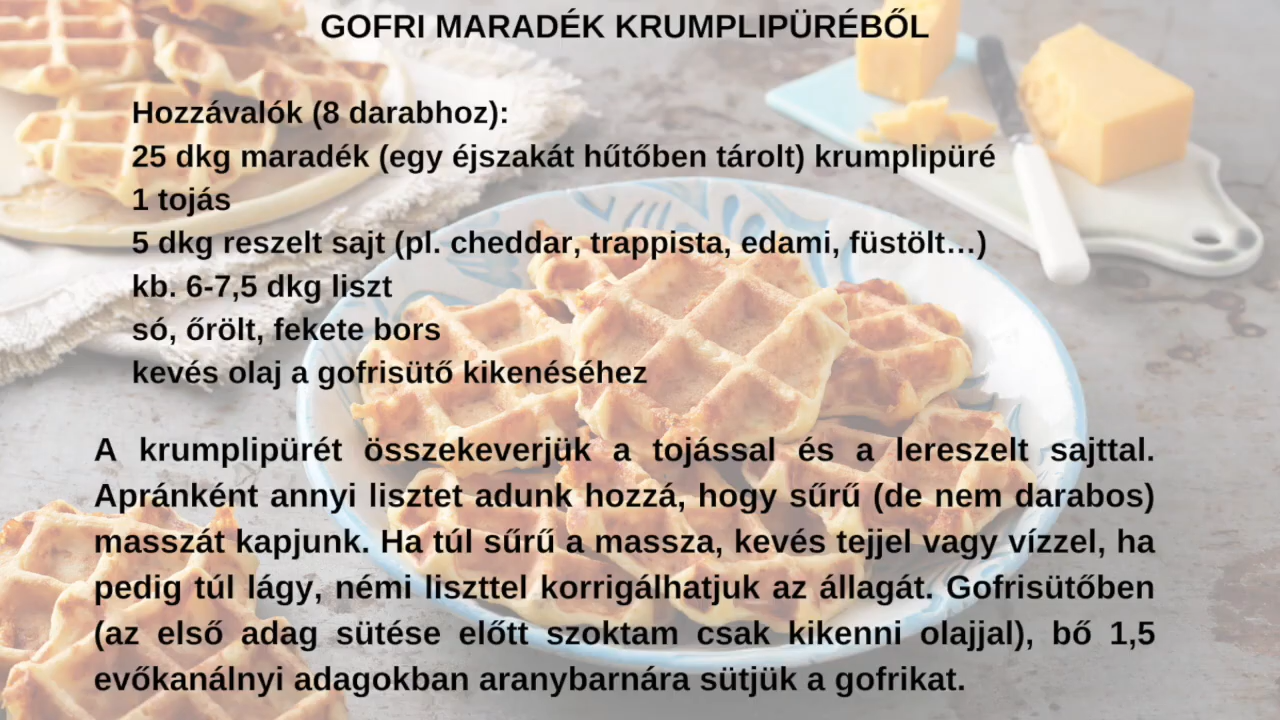 GOFRI MARADÉK KRUMPLIPÜRÉBŐL
Hozzávalók (8 darabhoz):
25 dkg maradék (egy éjszakát hűtőben tárolt) krumplipüré
1 tojás
5 dkg reszelt sajt (pl. cheddar, trappista, edami, füstölt…)
kb. 6-7,5 dkg liszt
só, őrölt, fekete bors
kevés olaj a gofrisütő kikenéséhez
A krumplipürét összekeverjük a tojással és a lereszelt sajttal.
Apránként annyi lisztet adunk hozzá, hogy sűrű (de nem darabos)
masszát kapjunk. Ha túl sűrű a massza, kevés tejjel vagy vízzel, ha
pedig túl lágy, némi liszttel korrigálhatjuk az állagát. Gofrisütőben
(az első adag sütése előtt szoktam csak kikenni olajjal), bő 1,5
evőkanálnyi adagokban aranybarnára sütjük a gofrikat.